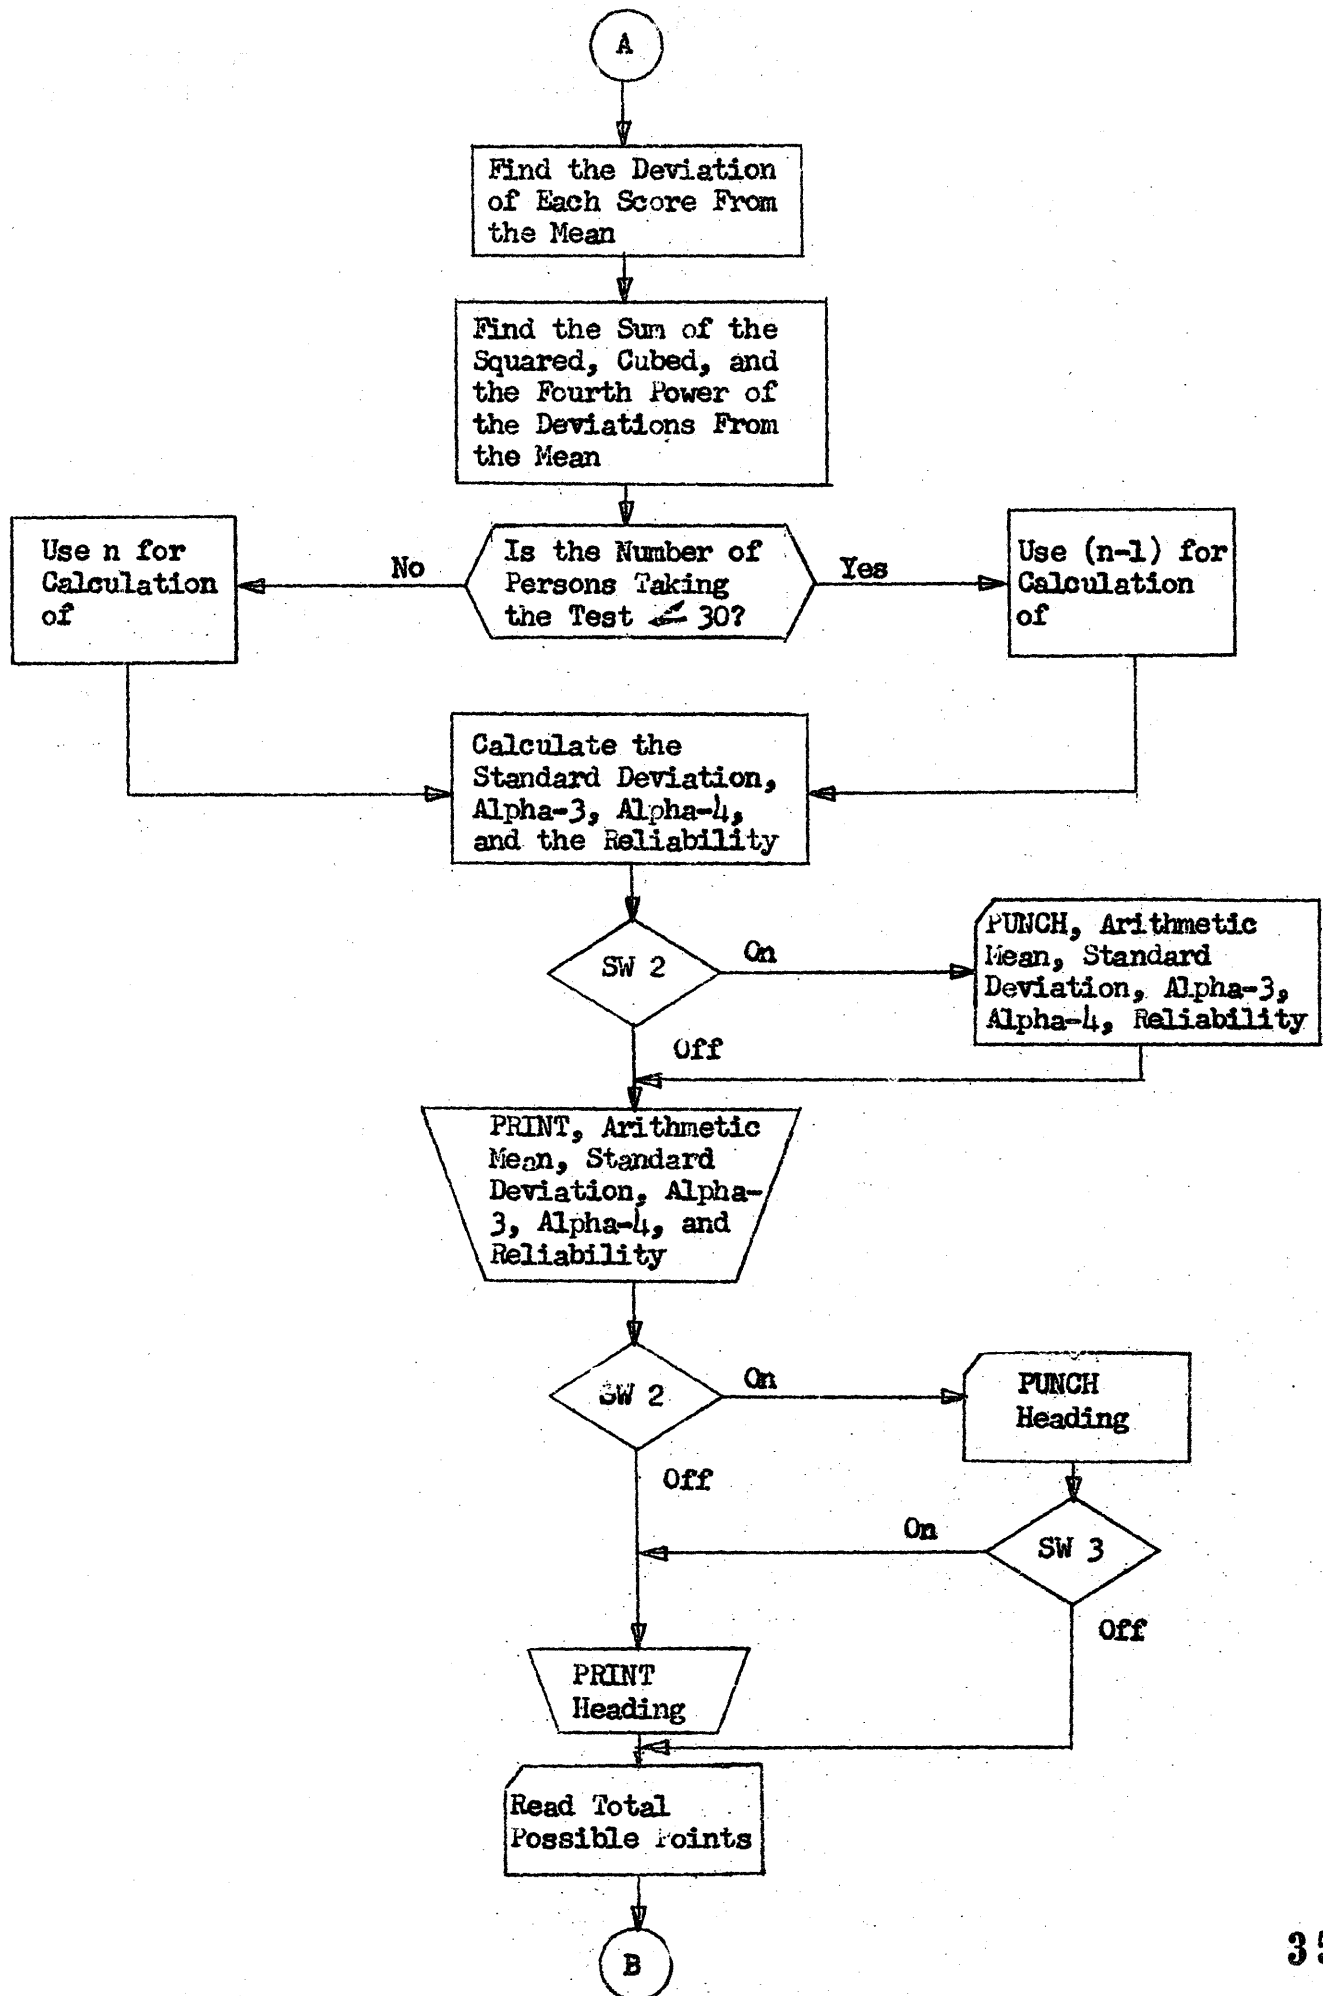 A
Find the Deviation
of Each Score From
the Mean
Find the Sum of the
Squared, Cubed, and
the Fourth Power of
the Deviations From
the Mean
Use n for
Calculation
of
No
Is the Number of
Persons Taking
the Test ≤ 30?
Yes
Use (n-1) for
Calculation
of
Calculate the
Standard Deviation,
Alpha-3, Alpha-4,
and the Reliability
SW 2
On
PUNCH, Arithmetic
Mean, Standard
Deviation, Alpha-3,
Alpha-4, Reliability
Off
PRINT, Arithmetic
Mean, Standard
Deviation, Alpha-
3, Alpha-4, and
Reliability
SW 2
On
PUNCH
Heading
Off
On
SW 3
Off
PRINT
Heading
Read Total
Possible Points
B